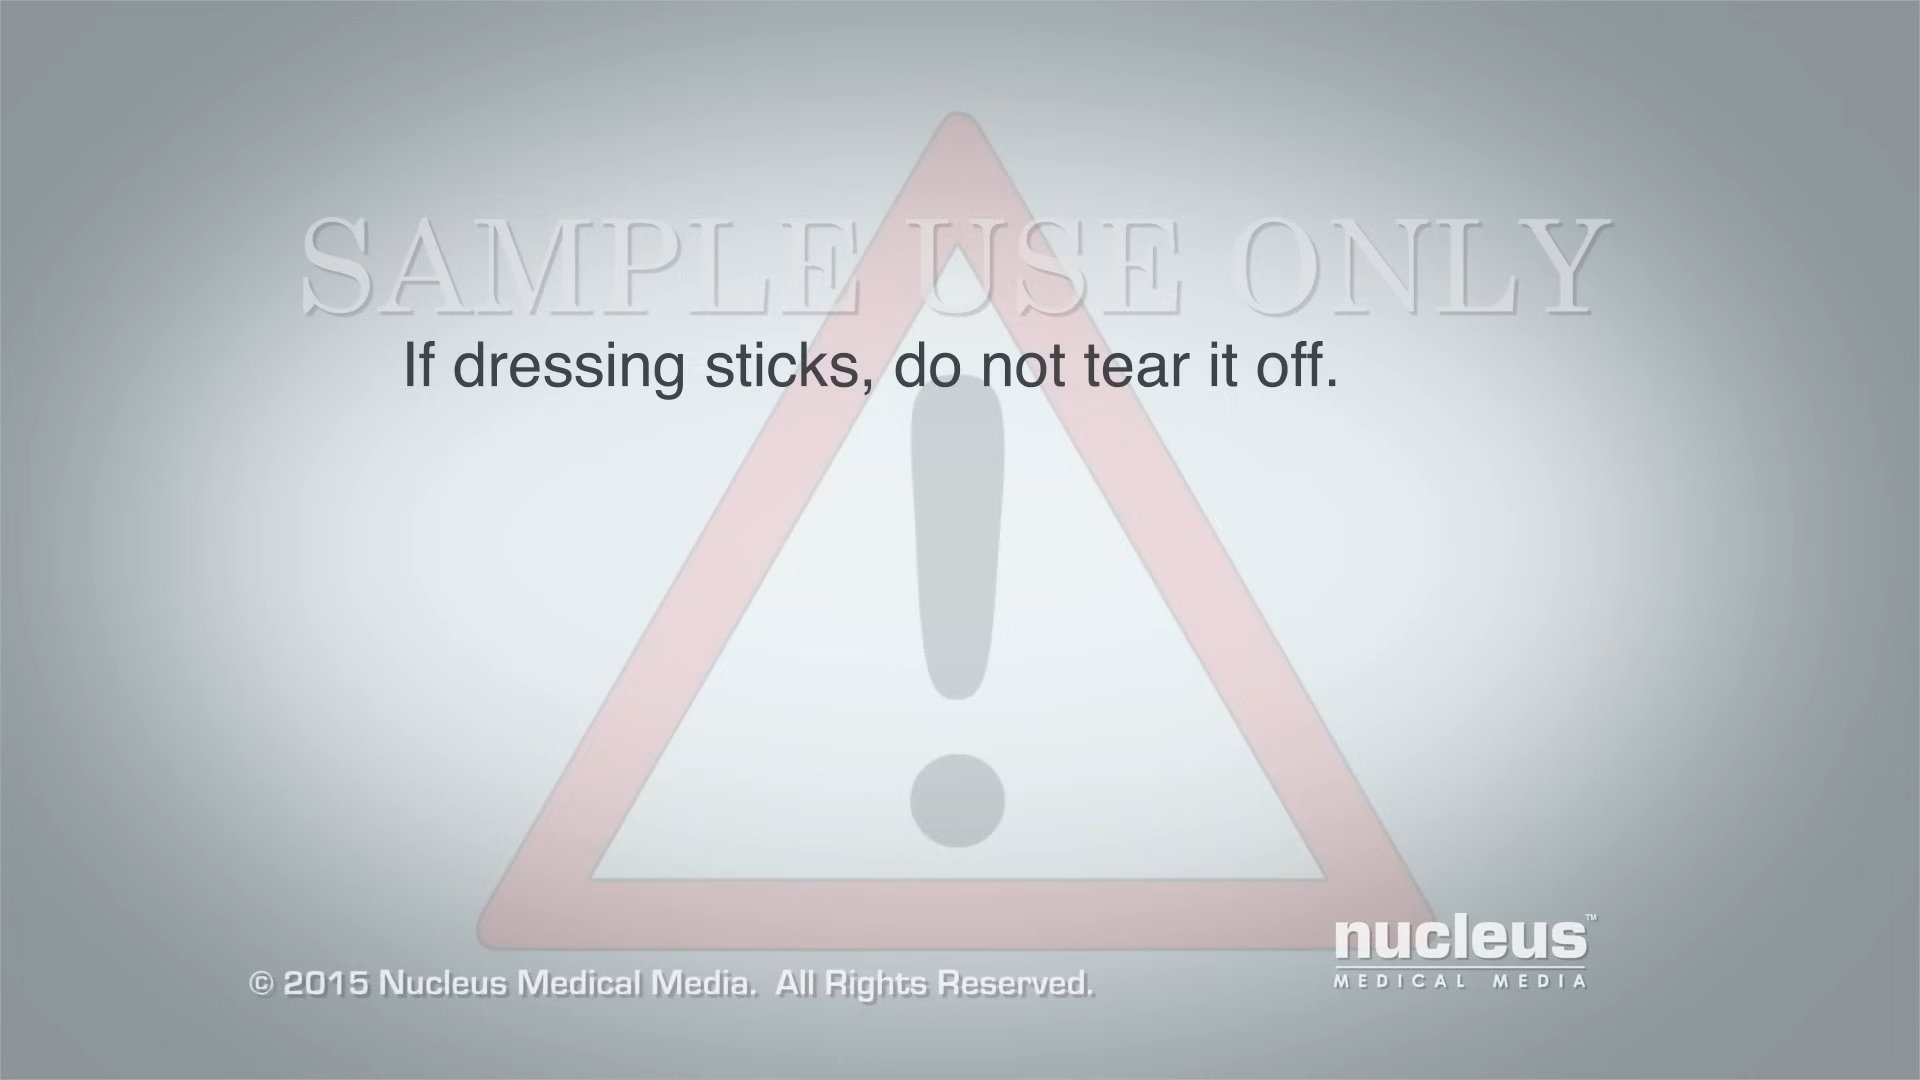 SAMPLE USE ONLY
If dressing sticks, do not tear it off.
nucleus™
MEDICAL MEDIA
© 2015 Nucleus Medical Media. All Rights Reserved.